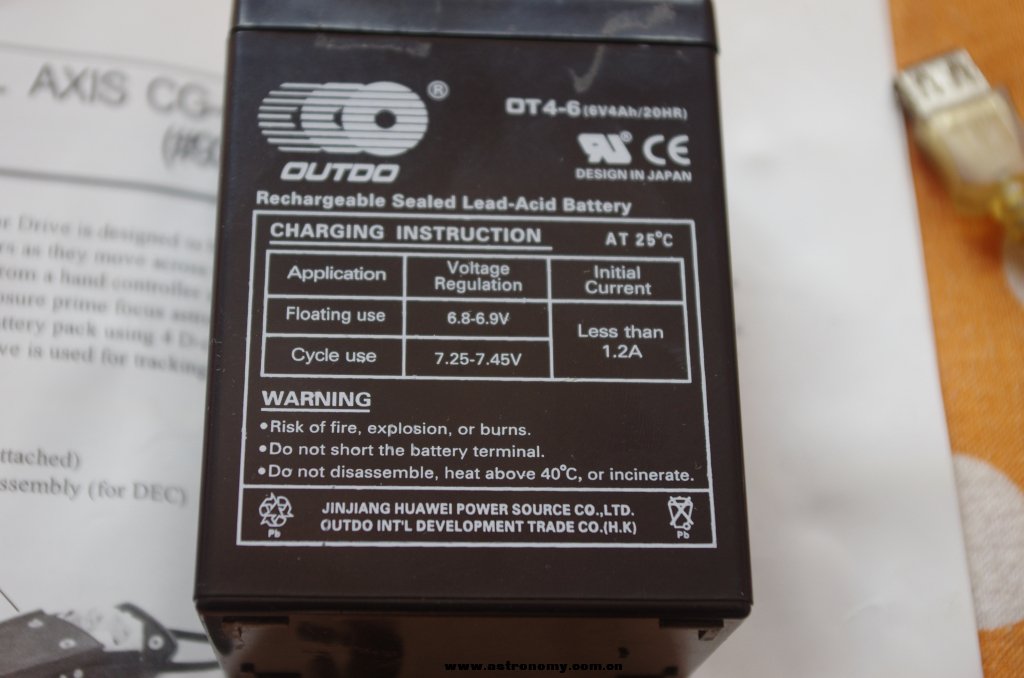 L AXIS CG-
OUTDO ®
OT4-6 (6V4Ah/20HR)
CE
DESIGN IN JAPAN
Rechargeable Sealed Lead-Acid Battery
CHARGING INSTRUCTION AT 25°C
Application Voltage Regulation Initial Current
Floating use 6.8-6.9V Less than 1.2A
Cycle use 7.25-7.45V
WARNING
•Risk of fire, explosion, or burns.
•Do not short the battery terminal.
•Do not disassemble, heat above 40°C, or incinerate.
Pb JINJIANG HUAWEI POWER SOURCE CO.,LTD. Pb
OUTDO INT'L DEVELOPMENT TRADE CO.(H.K)
Drive is designed to
as they move across
a hand controller
prime focus
pack using 4
is used for tracking
ttached)
ssembly (for DEC)
www.astronomy.com.cn